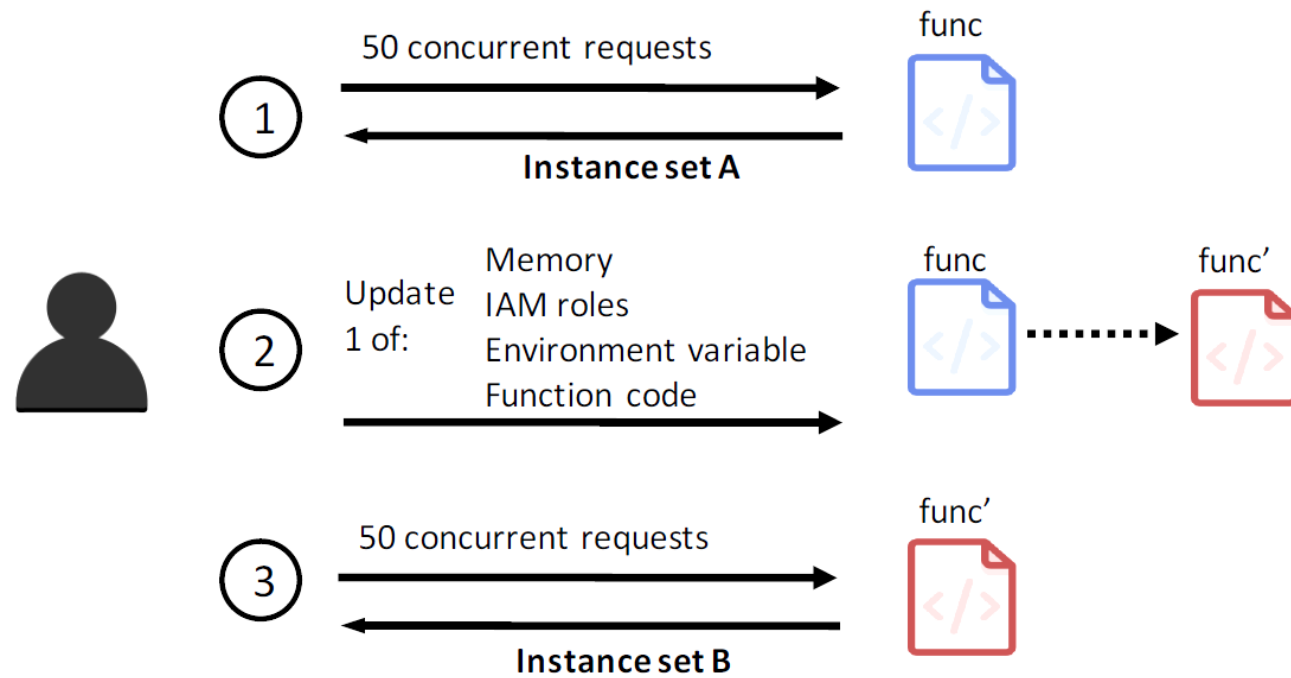 func
50 concurrent requests
1
</>
Instance set A
Memory
func
func’
Update
IAM roles
1 of:
2
Environment variable
</>
</>
Function code
func’
50 concurrent requests
3
</>
Instance set B